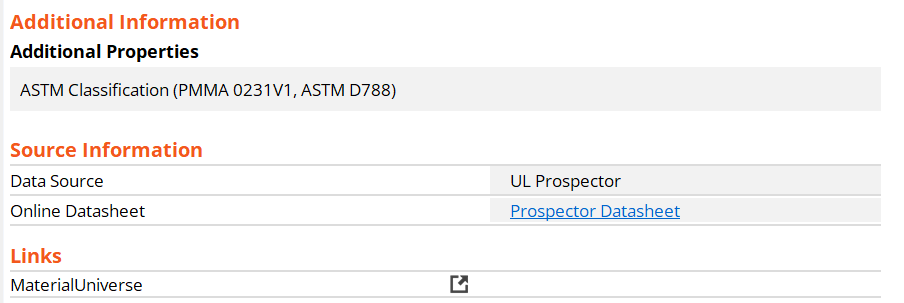 Additional Information
Additional Properties
ASTM Classification (PMMA 0231V1, ASTM D788)
Source Information
Data Source UL Prospector
Online Datasheet Prospector Datasheet
Links
MaterialUniverse